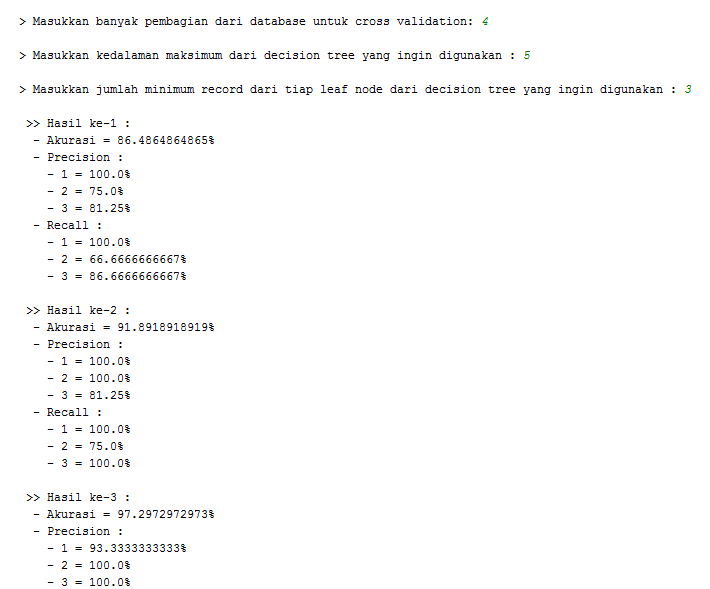 > Masukkan banyak pembagian dari database untuk cross validation: 4
> Masukkan kedalaman maksimum dari decision tree yang ingin digunakan : 5
> Masukkan jumlah minimum record dari tiap leaf node dari decision tree yang ingin digunakan : 3
>> Hasil ke-1 :
- Akurasi = 86.4864864865%
- Precision :
- 1 = 100.0%
- 2 = 75.0%
- 3 = 81.25%
- Recall :
- 1 = 100.0%
- 2 = 66.6666666667%
- 3 = 86.6666666667%
>> Hasil ke-2 :
- Akurasi = 91.8918918919%
- Precision :
- 1 = 100.0%
- 2 = 100.0%
- 3 = 81.25%
- Recall :
- 1 = 100.0%
- 2 = 75.0%
- 3 = 100.0%
>> Hasil ke-3 :
- Akurasi = 97.2972972973%
- Precision :
- 1 = 93.3333333333%
- 2 = 100.0%
- 3 = 100.0%